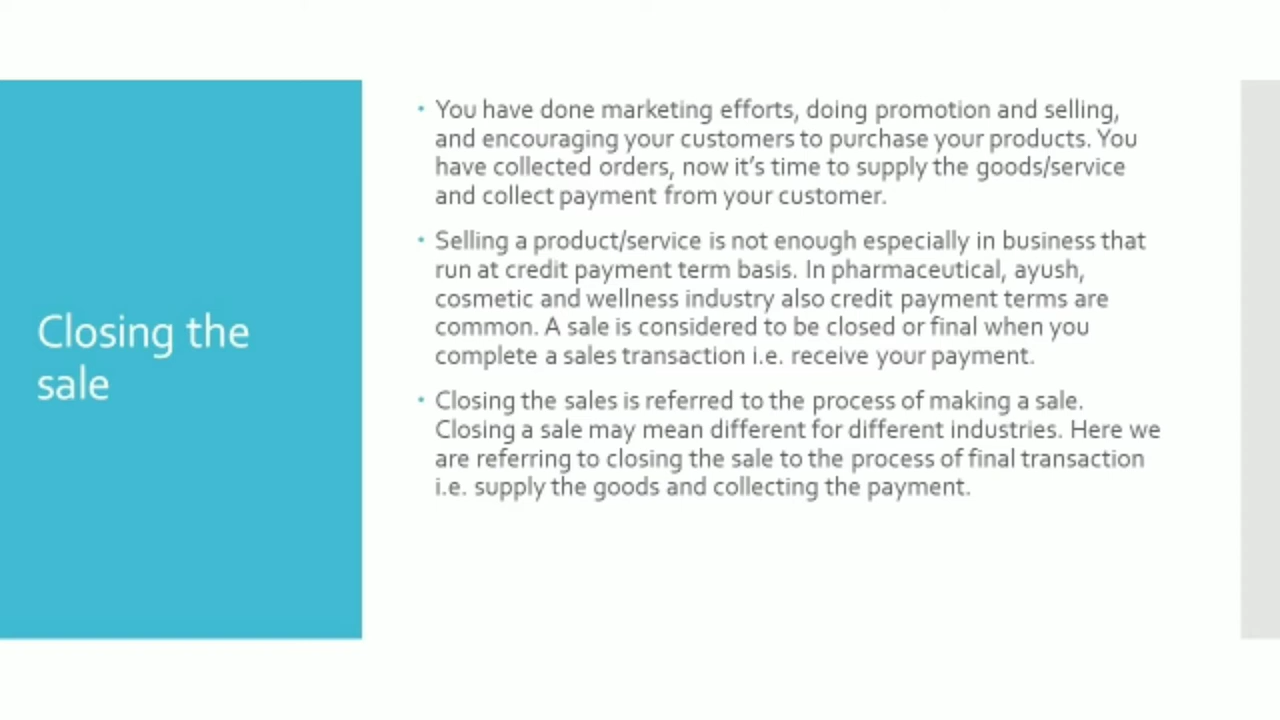 Closing the
sale
• You have done marketing efforts, doing promotion and selling,
and encouraging your customers to purchase your products. You
have collected orders, now it's time to supply the goods/service
and collect payment from your customer.
• Selling a product/service is not enough especially in business that
run at credit payment term basis. In pharmaceutical, ayush,
cosmetic and wellness industry also credit payment terms are
common. A sale is considered to be closed or final when you
complete a sales transaction i.e. receive your payment.
• Closing the sales is referred to the process of making a sale.
Closing a sale may mean different for different industries. Here we
are referring to closing the sale to the process of final transaction
i.e. supply the goods and collecting the payment.